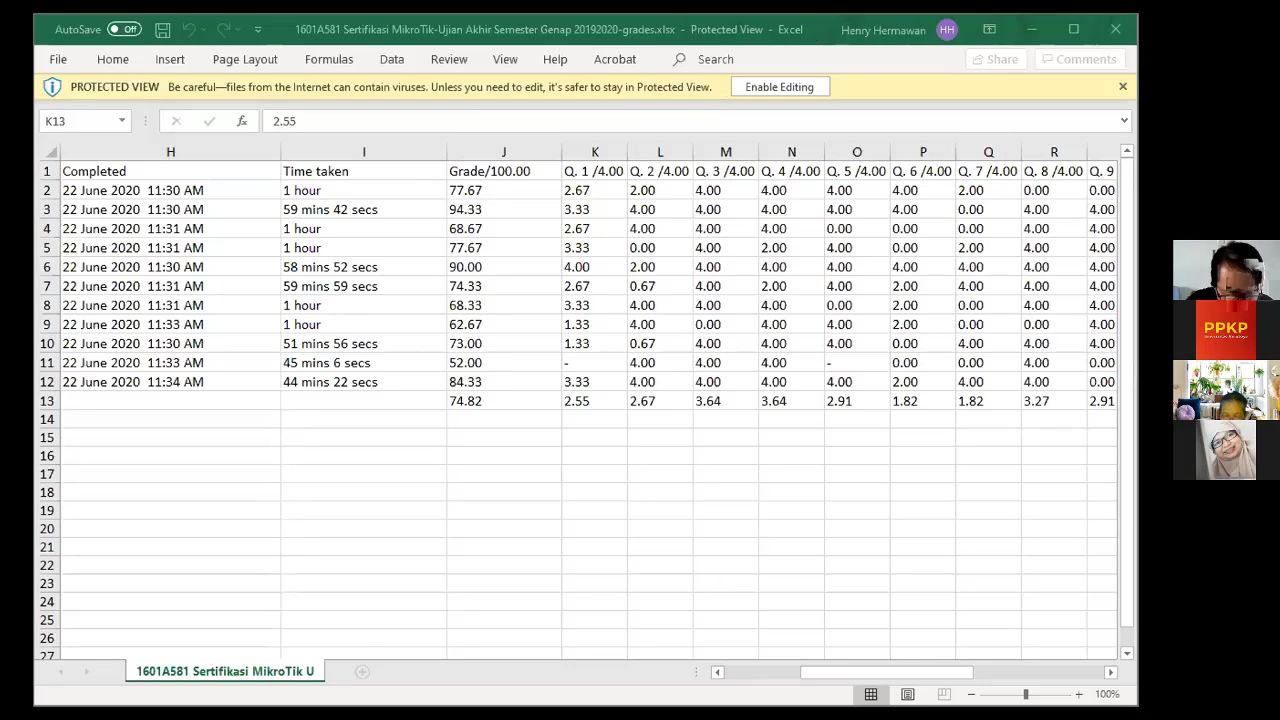 AutoSave Off 1601A581 Sertifikasi MikroTik-Ujian Akhir Semester Genap 20192020-grades.xlsx - Protected View - Excel Henry Hermawan HH
File Home Insert Page Layout Formulas Data Review View Help Acrobat Search Share Comments
PROTECTED VIEW Be careful—files from the Internet can contain viruses. Unless you need to edit, it's safer to stay in Protected View. Enable Editing
K13 fx 2.55
H I J K L M N O P Q R
1 Completed Time taken Grade/100.00 Q. 1 /4.00 Q. 2 /4.00 Q. 3 /4.00 Q. 4 /4.00 Q. 5 /4.00 Q. 6 /4.00 Q. 7 /4.00 Q. 8 /4.00 Q. 9
2 22 June 2020 11:30 AM 1 hour 77.67 2.67 2.00 4.00 4.00 4.00 4.00 2.00 0.00 0.00
3 22 June 2020 11:30 AM 59 mins 42 secs 94.33 3.33 4.00 4.00 4.00 4.00 4.00 0.00 4.00 4.00
4 22 June 2020 11:31 AM 1 hour 68.67 2.67 4.00 4.00 4.00 0.00 0.00 0.00 4.00 4.00
5 22 June 2020 11:31 AM 1 hour 77.67 3.33 0.00 4.00 2.00 4.00 0.00 2.00 4.00 4.00
6 22 June 2020 11:30 AM 58 mins 52 secs 90.00 4.00 2.00 4.00 4.00 4.00 4.00 4.00 4.00 4.00
7 22 June 2020 11:31 AM 59 mins 59 secs 74.33 2.67 0.67 4.00 2.00 4.00 2.00 4.00 4.00 4.00
8 22 June 2020 11:31 AM 1 hour 68.33 3.33 4.00 4.00 4.00 0.00 2.00 0.00 4.00 4.00
9 22 June 2020 11:33 AM 1 hour 62.67 1.33 4.00 0.00 4.00 4.00 2.00 0.00 0.00 4.00
10 22 June 2020 11:30 AM 51 mins 56 secs 73.00 1.33 0.67 4.00 4.00 4.00 0.00 0.00 4.00 4.00
11 22 June 2020 11:33 AM 45 mins 6 secs 52.00 - 4.00 4.00 4.00 - 0.00 0.00 4.00 0.00
12 22 June 2020 11:34 AM 44 mins 22 secs 84.33 3.33 4.00 4.00 4.00 4.00 2.00 4.00 4.00 0.00
13 74.82 2.55 2.67 3.64 3.64 2.91 1.82 1.82 3.27 2.91
14
15
16
17
18
19
20
21
22
23
24
25
26
27
1601A581 Sertifikasi MikroTik U
100%
PPKP